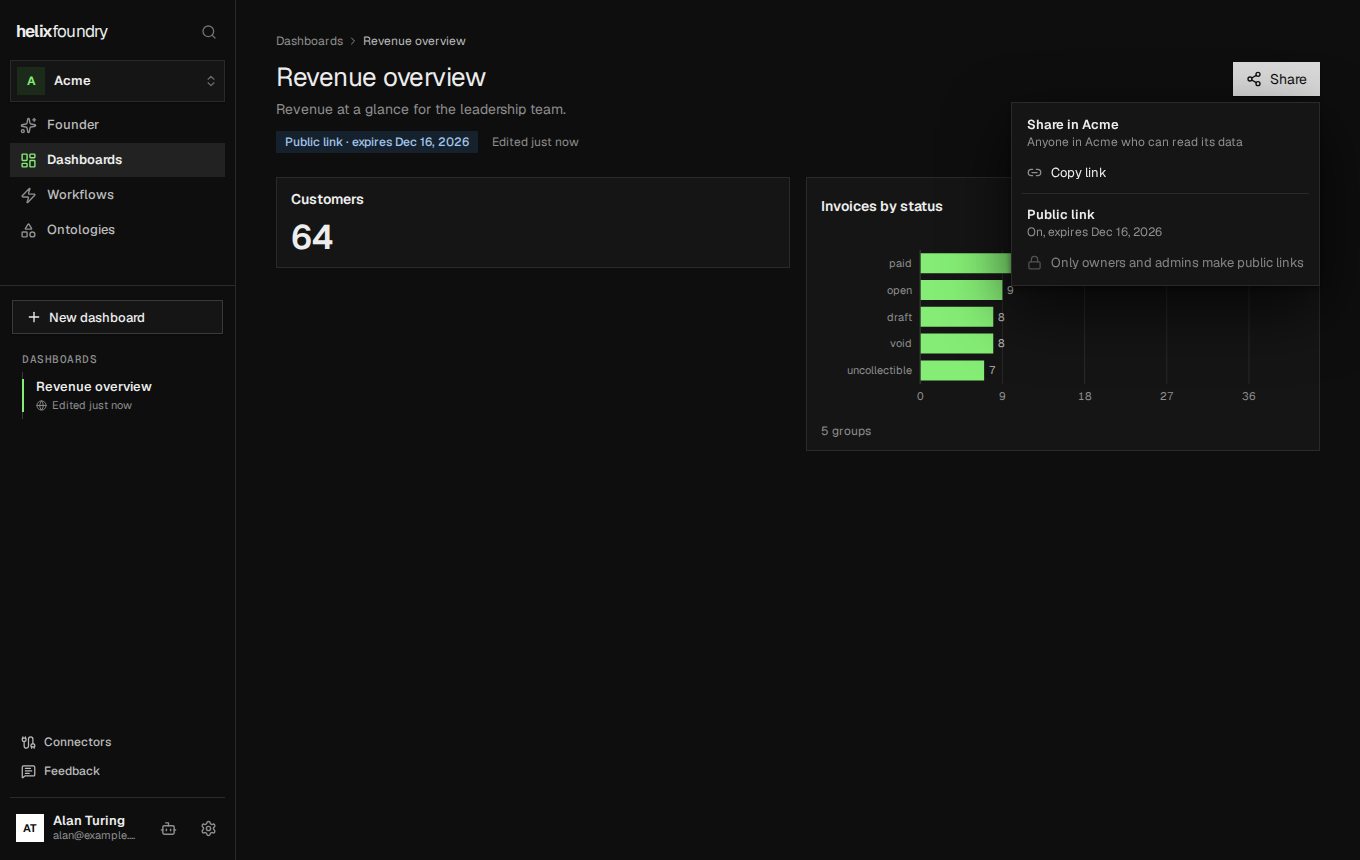 helixfoundry
A
Acme
Founder
Dashboards
Workflows
Ontologies
New dashboard
DASHBOARDS
Revenue overview
Edited just now
Connectors
Feedback
AT
Alan Turing
alan@example....
Dashboards
Revenue overview
Revenue overview
Revenue at a glance for the leadership team.
Public link · expires Dec 16, 2026
Edited just now
Share
Share in Acme
Anyone in Acme who can read its data
Copy link
Public link
On, expires Dec 16, 2026
Only owners and admins make public links
Customers
64
Invoices by status
paid
open
9
draft
8
void
8
uncollectible
7
0
9
18
27
36
5 groups